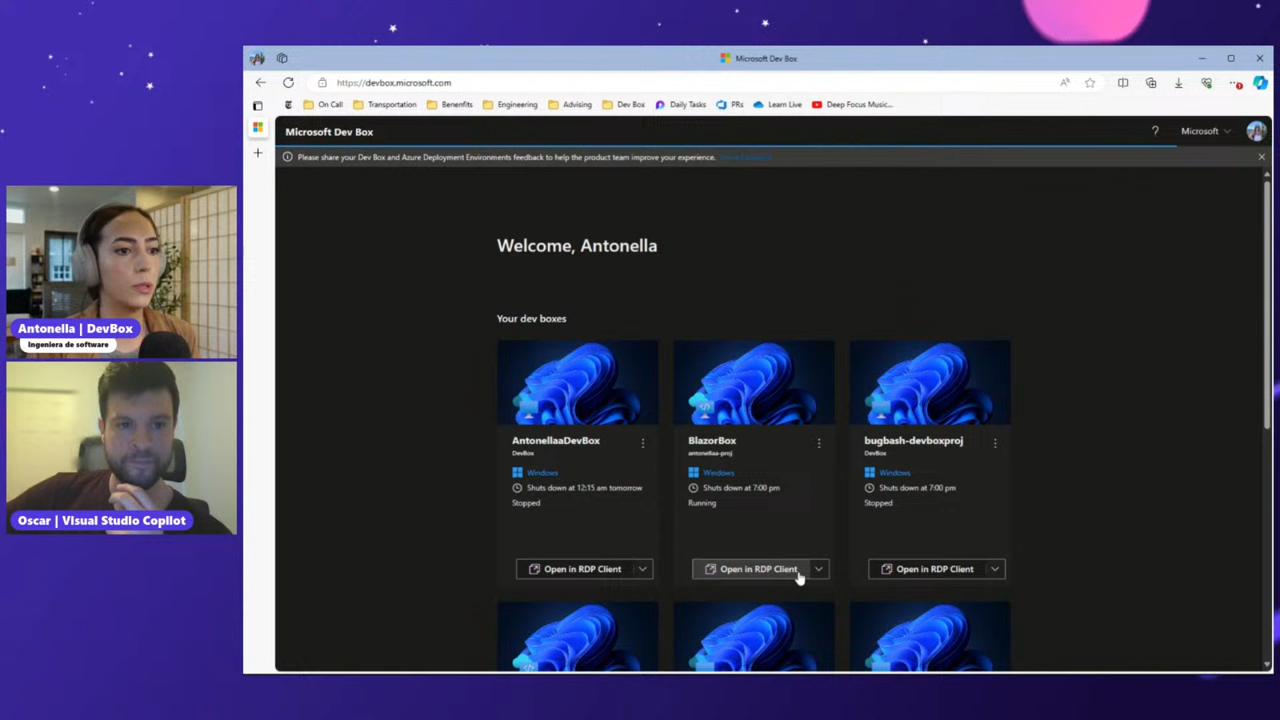 Microsoft Dev Box
https://devbox.microsoft.com
On Call
Transportation
Benefits
Engineering
Advising
Dev Box
Daily Tasks
PRs
Learn Live
Deep Focus Music...
Microsoft Dev Box
?
Microsoft
Please share your Dev Box and Azure Deployment Environments feedback to help the product team improve your experience.
Welcome, Antonella
Your dev boxes
AntonellaaDevBox
DevBox
Windows
Shuts down at 12:15 am tomorrow
Stopped
Open in RDP Client
BlazorBox
antonellaa-proj
Windows
Shuts down at 7:00 pm
Running
Open in RDP Client
bugbash-devboxproj
DevBox
Windows
Shuts down at 7:00 pm
Stopped
Open in RDP Client
Antonella | DevBox
Ingeniera de software
Oscar | Visual Studio Copilot